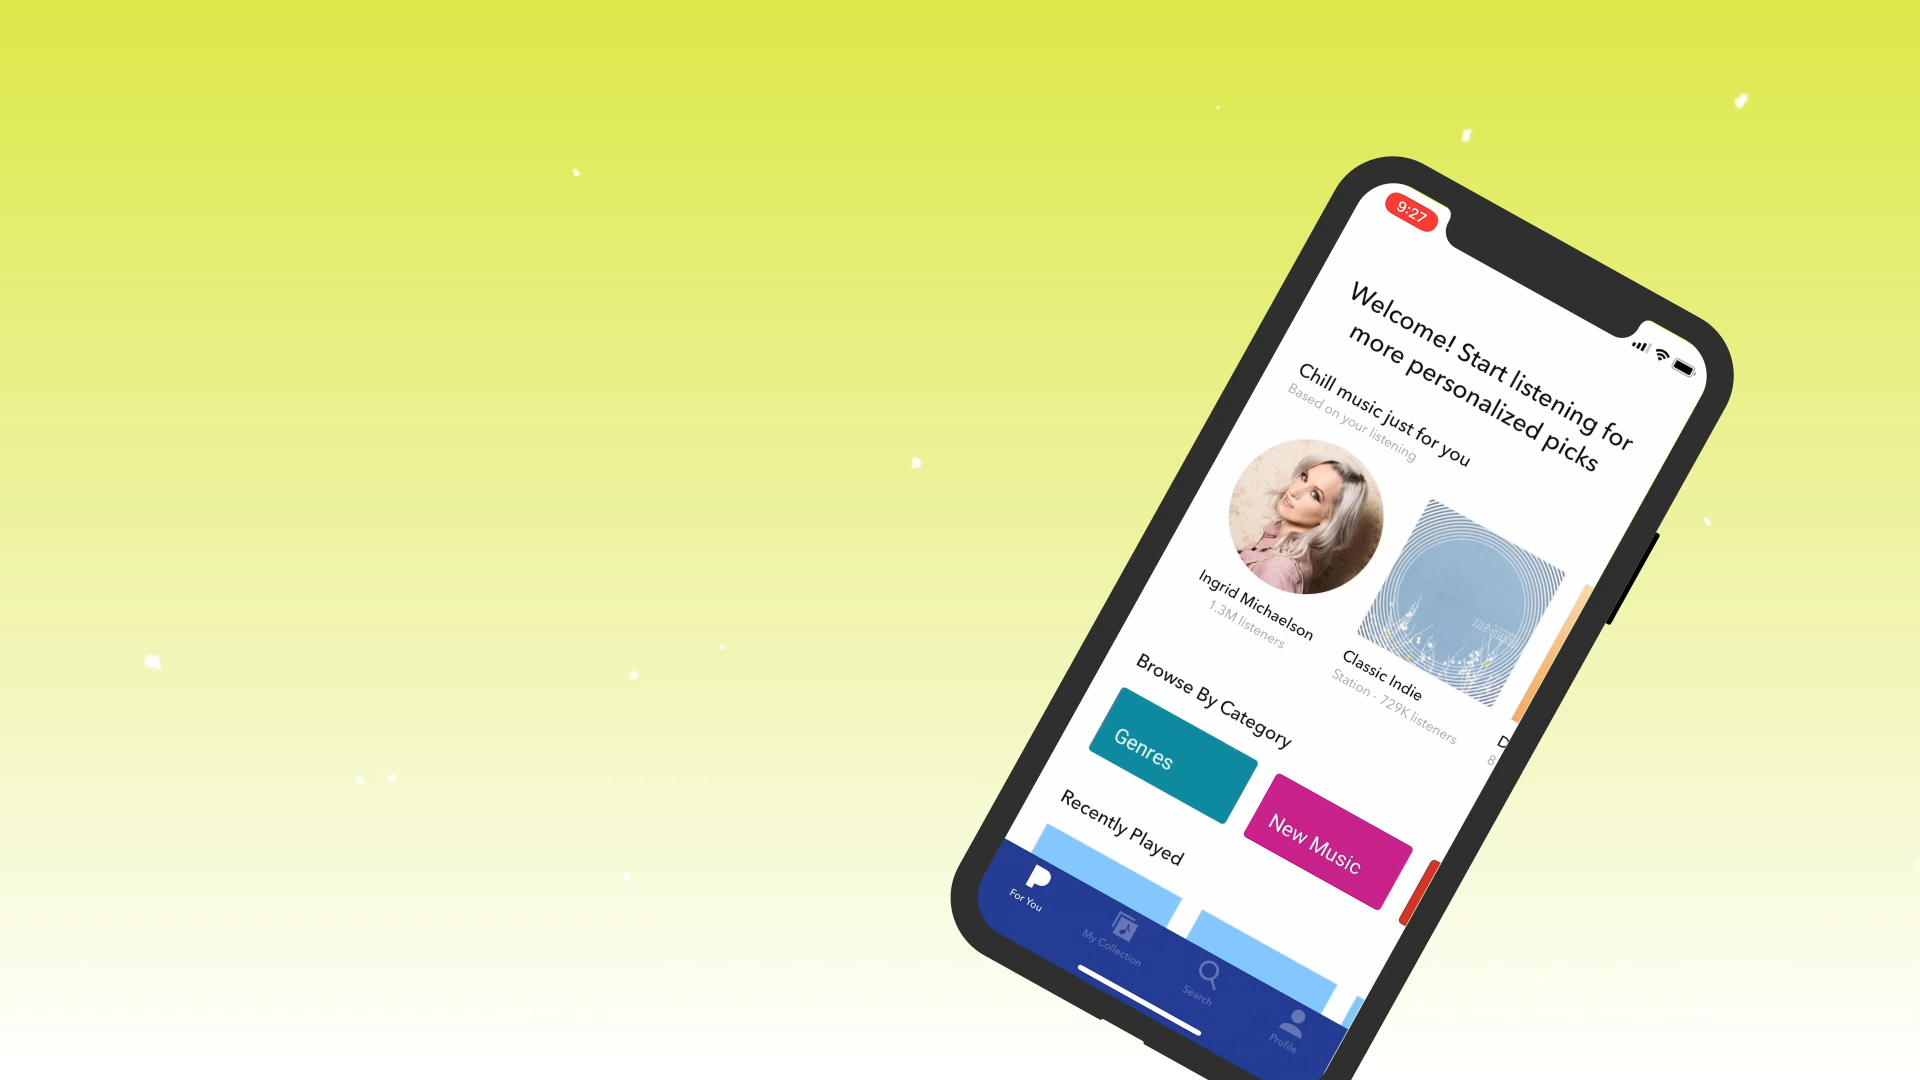 9:27
Welcome! Start listening for
more personalized picks
Chill music just for you
Based on your listening
Ingrid Michaelson
1.3M listeners
Classic Indie
Station - 729K listeners
D
8
Browse By Category
Genres
New Music
Recently Played
For You
My Collection
Search
Profile